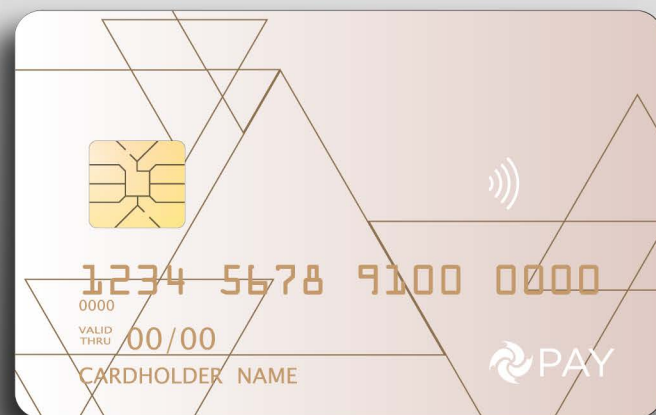 1234 5678 9100 0000
0000
VALID
THRU 00/00
CARDHOLDER NAME
PAY